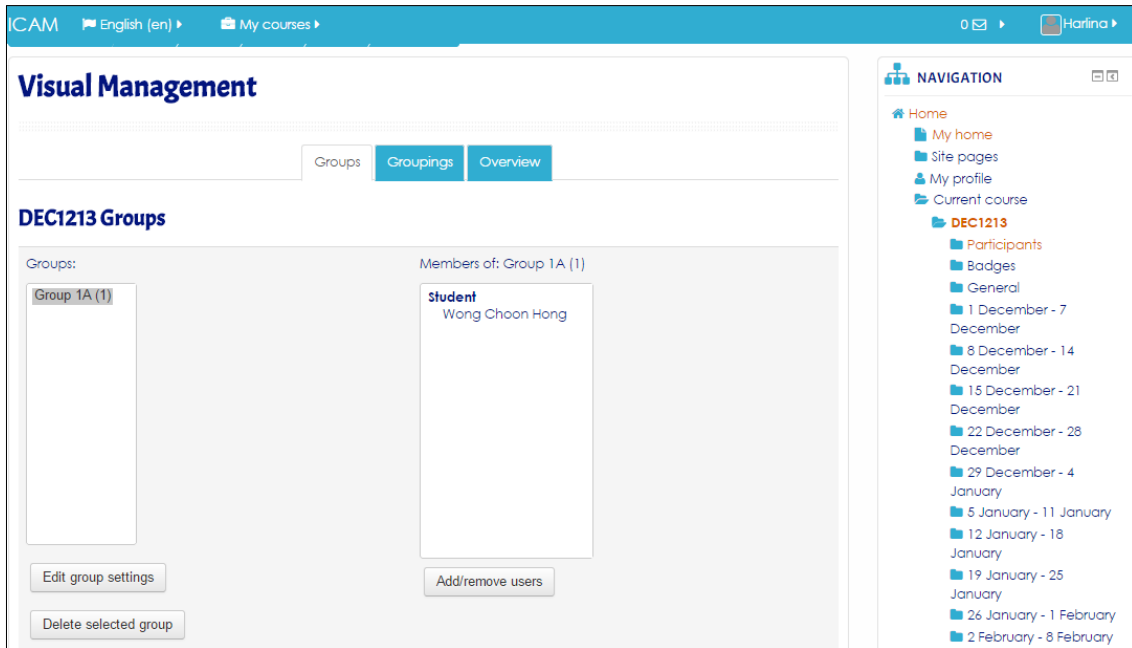 ICAM English (en) My courses 0 Harlina
Visual Management
Groups Groupings Overview
DEC1213 Groups
Groups:
Group 1A (1)
Edit group settings
Delete selected group
Members of: Group 1A (1)
Student
Wong Choon Hong
Add/remove users
NAVIGATION
Home
My home
Site pages
My profile
Current course
DEC1213
Participants
Badges
General
1 December - 7
December
8 December - 14
December
15 December - 21
December
22 December - 28
December
29 December - 4
January
5 January - 11 January
12 January - 18
January
19 January - 25
January
26 January - 1 February
2 February - 8 February